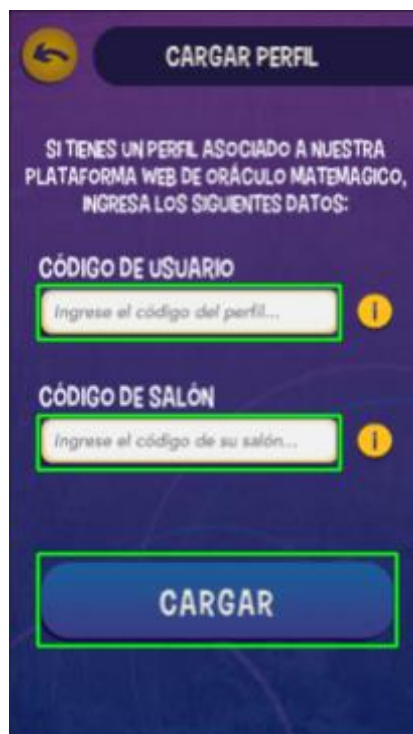 CARGAR PERFIL
SI TIENES UN PERFIL ASOCIADO A NUESTRA
PLATAFORMA WEB DE ORÁCULO MATEMAGICO,
INGRESA LOS SIGUIENTES DATOS:
CÓDIGO DE USUARIO
Ingrese el código del perfil...
i
CÓDIGO DE SALÓN
Ingrese el código de su salón...
i
CARGAR